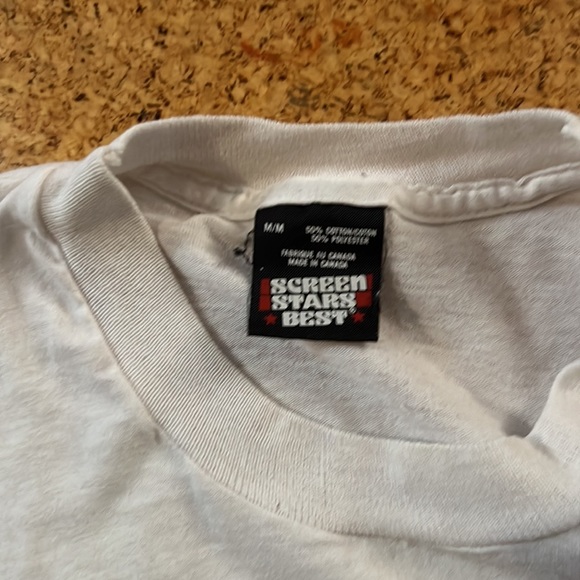 M/M 50% COTTON/COTON
50% POLYESTER
FABRIQUE AU CANADA
MADE IN CANADA
SCREEN
STARS
BEST®